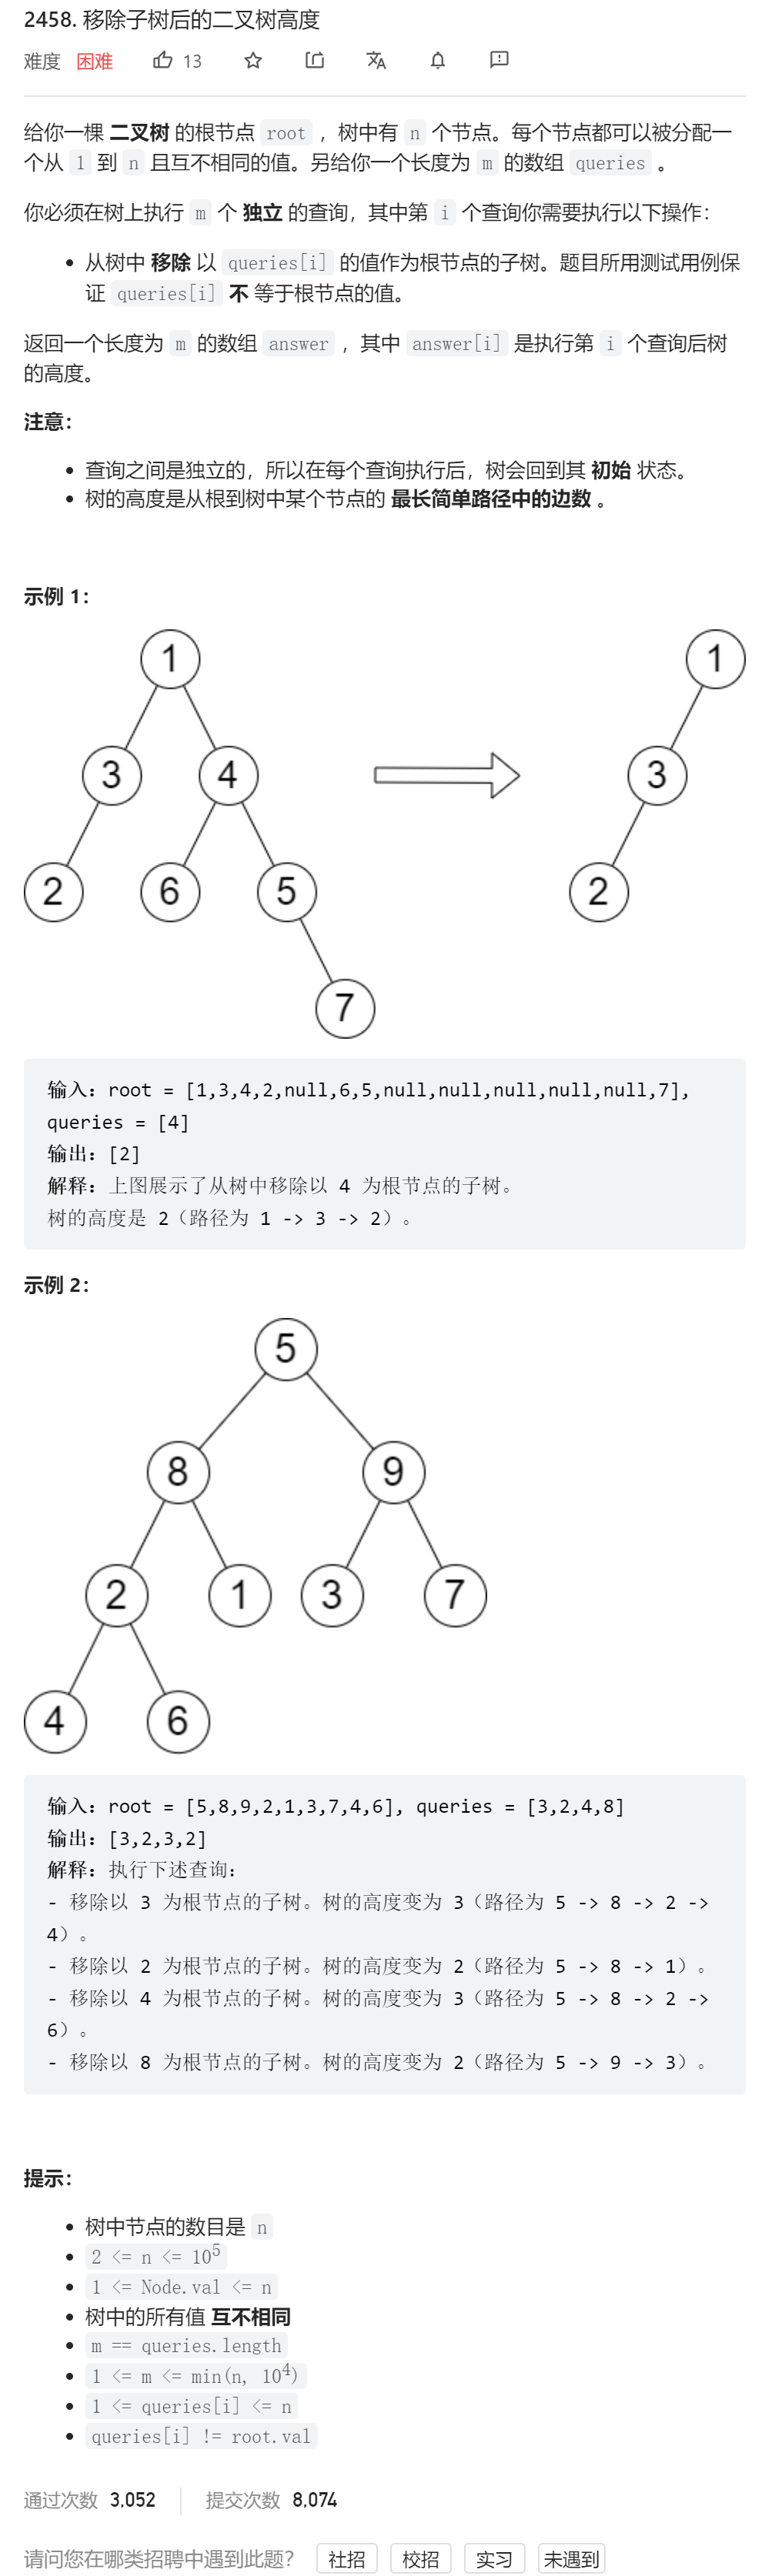 2458. 移除子树后的二叉树高度
难度 困难 13
给你一棵 二叉树 的根节点 root ，树中有 n 个节点。每个节点都可以被分配一
个从 1 到 n 且互不相同的值。另给你一个长度为 m 的数组 queries 。
你必须在树上执行 m 个 独立 的查询，其中第 i 个查询你需要执行以下操作：
• 从树中 移除 以 queries[i] 的值作为根节点的子树。题目所用测试用例保
证 queries[i] 不 等于根节点的值。
返回一个长度为 m 的数组 answer ，其中 answer[i] 是执行第 i 个查询后树
的高度。
注意：
• 查询之间是独立的，所以在每个查询执行后，树会回到其 初始 状态。
• 树的高度是从根到树中某个节点的 最长简单路径中的边数 。
示例 1：
1 1
3 4 3
2 6 5 2
7
输入：root = [1,3,4,2,null,6,5,null,null,null,null,null,7],
queries = [4]
输出：[2]
解释：上图展示了从树中移除以 4 为根节点的子树。
树的高度是 2（路径为 1 -> 3 -> 2）。
示例 2：
5
8 9
2 1 3 7
4 6
输入：root = [5,8,9,2,1,3,7,4,6], queries = [3,2,4,8]
输出：[3,2,3,2]
解释：执行下述查询：
- 移除以 3 为根节点的子树。树的高度变为 3（路径为 5 -> 8 -> 2 ->
4）。
- 移除以 2 为根节点的子树。树的高度变为 2（路径为 5 -> 8 -> 1）。
- 移除以 4 为根节点的子树。树的高度变为 3（路径为 5 -> 8 -> 2 ->
6）。
- 移除以 8 为根节点的子树。树的高度变为 2（路径为 5 -> 9 -> 3）。
提示：
• 树中节点的数目是 n
• 2 <= n <= 10⁵
• 1 <= Node.val <= n
• 树中的所有值 互不相同
• m == queries.length
• 1 <= m <= min(n, 10⁴)
• 1 <= queries[i] <= n
• queries[i] != root.val
通过次数 3,052 提交次数 8,074
请问您在哪类招聘中遇到此题？ 社招 校招 实习 未遇到